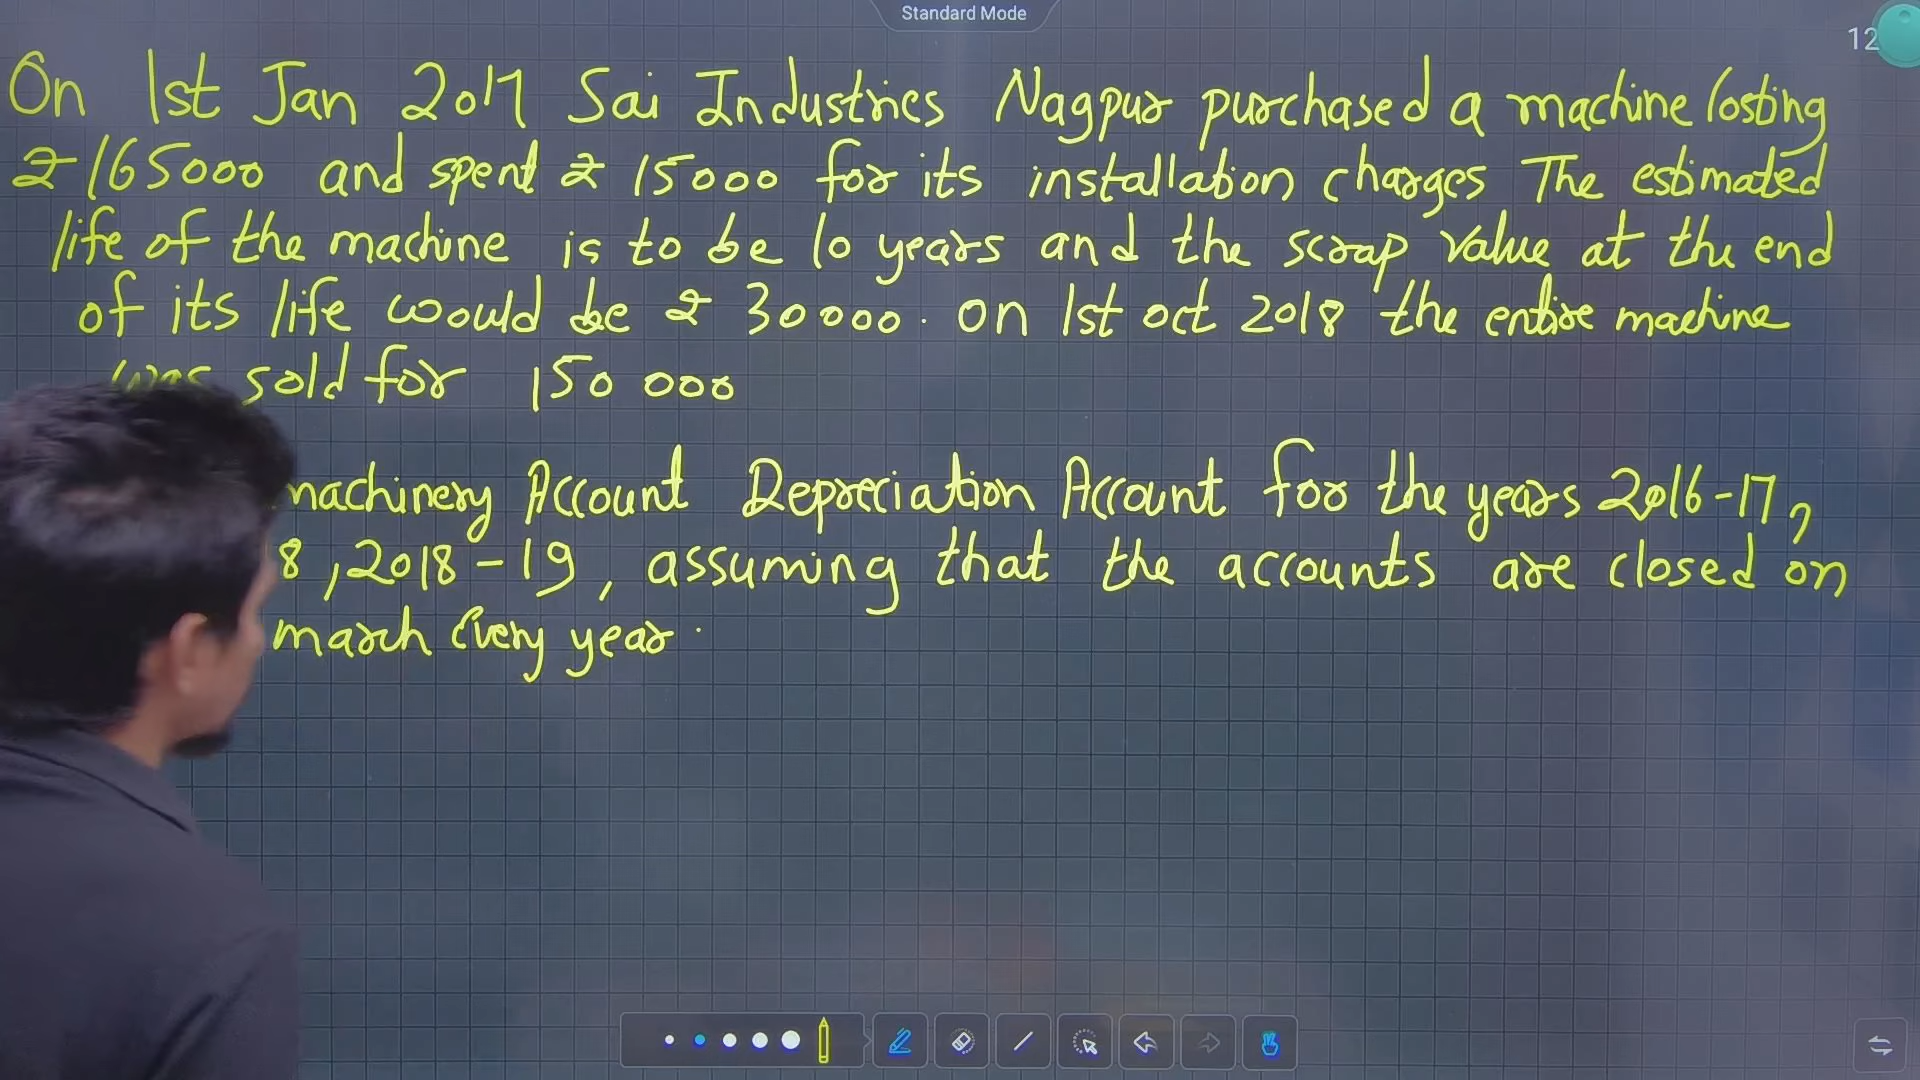 Standard Mode
12
On 1st Jan 2017 Sai Industries Nagpur purchased a machine costing
₹ 165000 and spent ₹ 15000 for its installation charges The estimated
life of the machine is to be 10 years and the scrap value at the end
of its life would be ₹ 30000. on 1st oct 2018 the entire machine
was sold for 150 000
machinery Account Depreciation Account for the years 2016-17,
8, 2018-19, assuming that the accounts are closed on
march Every year.